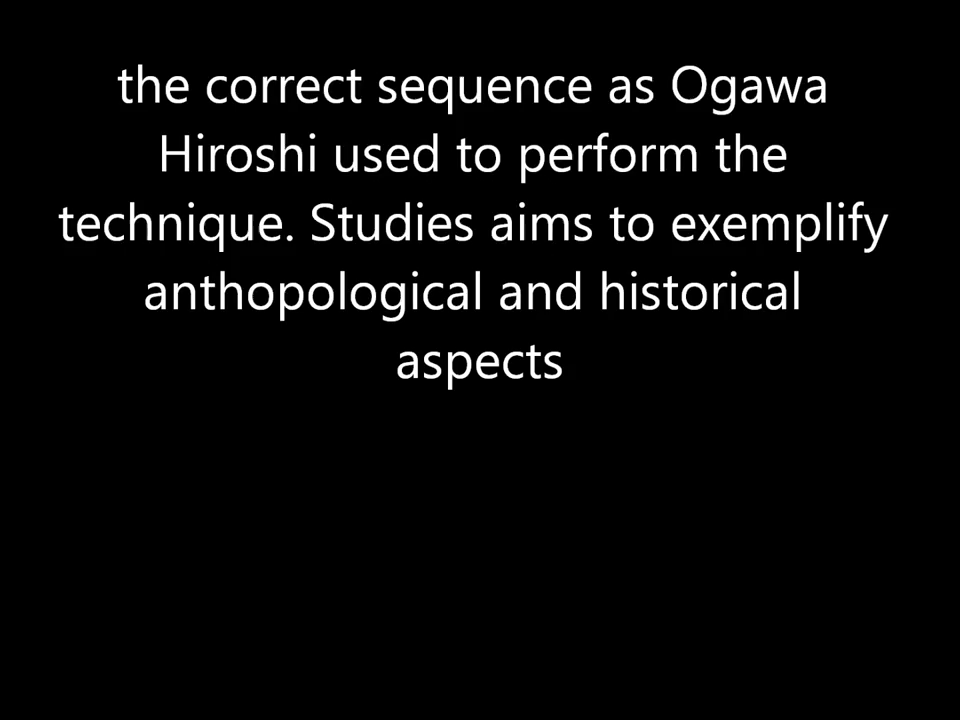 the correct sequence as Ogawa
Hiroshi used to perform the
technique. Studies aims to exemplify
anthopological and historical
aspects